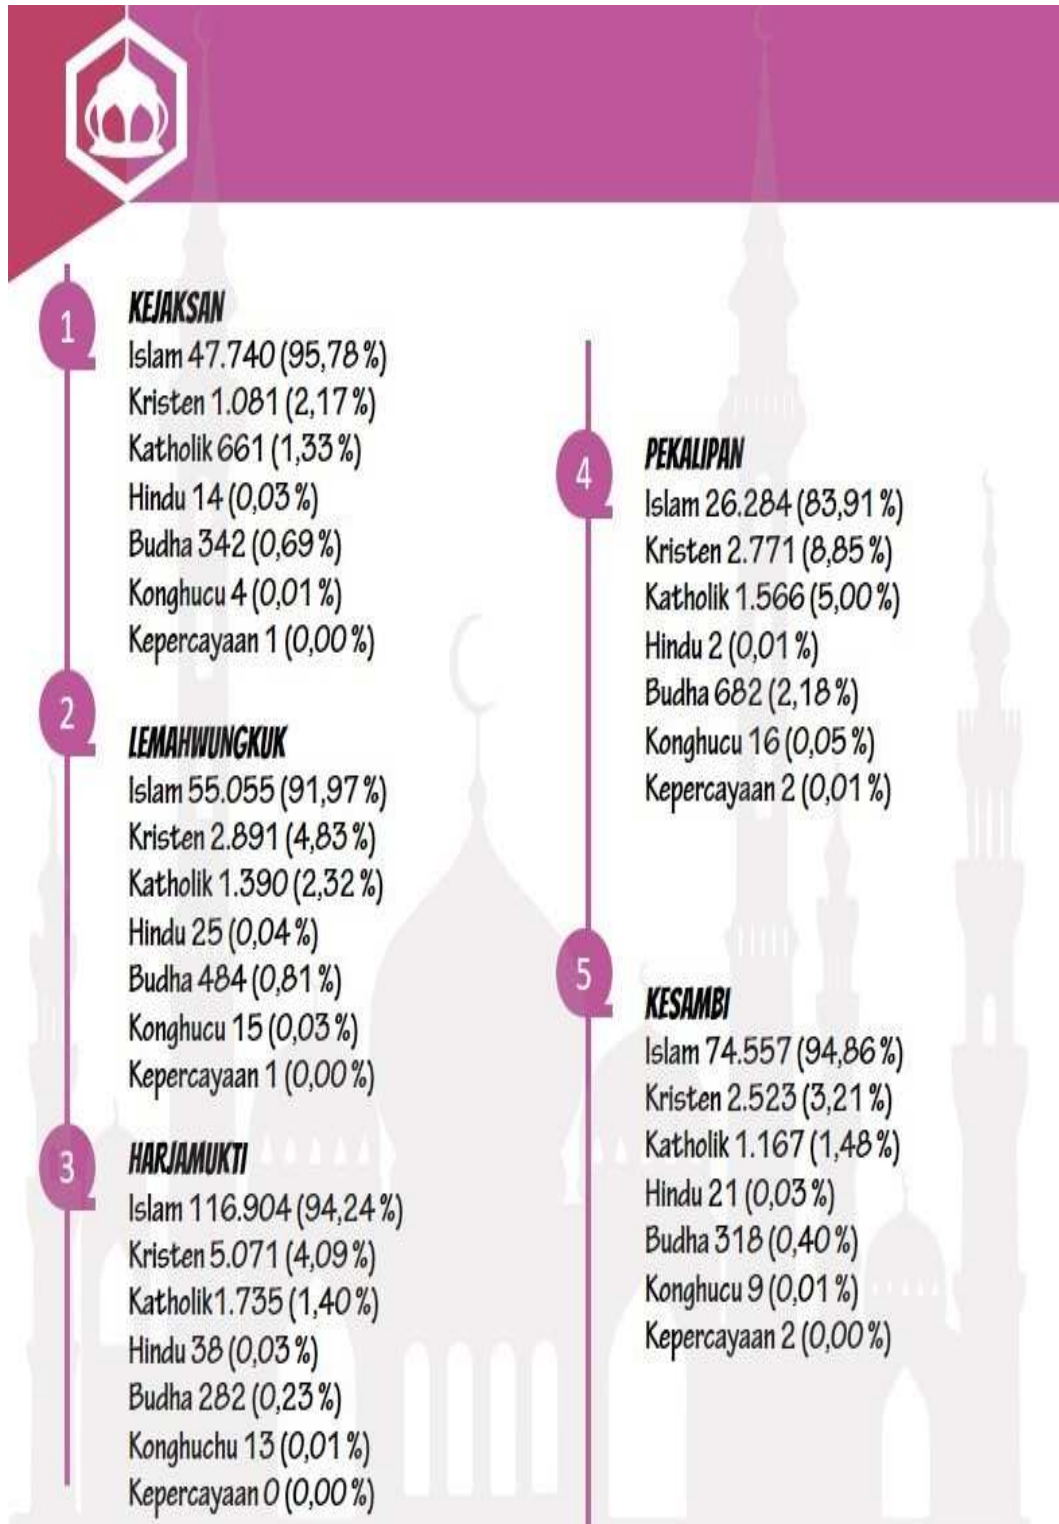 1
KEJAKSAN
Islam 47.740 (95,78 %)
Kristen 1.081 (2,17 %)
Katholik 661 (1,33 %)
Hindu 14 (0,03 %)
Budha 342 (0,69 %)
Konghucu 4 (0,01 %)
Kepercayaan 1 (0,00 %)
2
LEMAHWUNGKUK
Islam 55.055 (91,97 %)
Kristen 2.891 (4,83 %)
Katholik 1.390 (2,32 %)
Hindu 25 (0,04 %)
Budha 484 (0,81 %)
Konghucu 15 (0,03 %)
Kepercayaan 1 (0,00 %)
3
HARJAMUKTI
Islam 116.904 (94,24 %)
Kristen 5.071 (4,09 %)
Katholik1.735 (1,40 %)
Hindu 38 (0,03 %)
Budha 282 (0,23 %)
Konghuchu 13 (0,01 %)
Kepercayaan 0 (0,00 %)
4
PEKALIPAN
Islam 26.284 (83,91 %)
Kristen 2.771 (8,85 %)
Katholik 1.566 (5,00 %)
Hindu 2 (0,01 %)
Budha 682 (2,18 %)
Konghucu 16 (0,05 %)
Kepercayaan 2 (0,01 %)
5
KESAMBI
Islam 74.557 (94,86 %)
Kristen 2.523 (3,21 %)
Katholik 1.167 (1,48 %)
Hindu 21 (0,03 %)
Budha 318 (0,40 %)
Konghucu 9 (0,01 %)
Kepercayaan 2 (0,00 %)